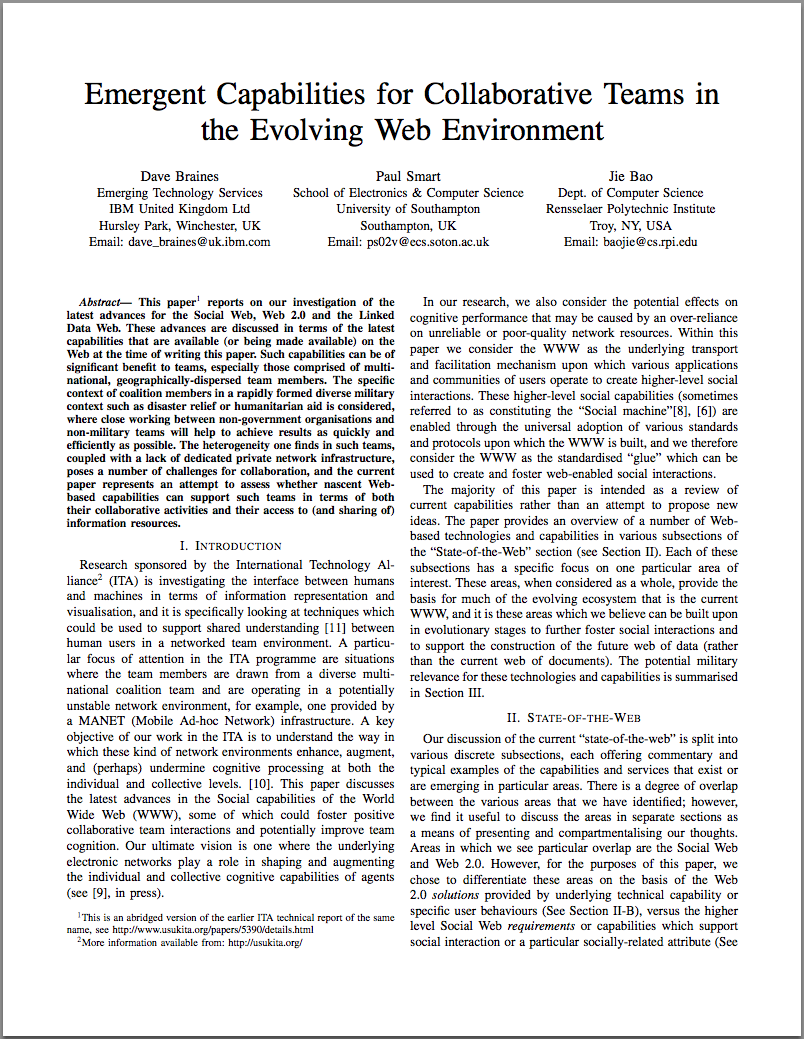 Emergent Capabilities for Collaborative Teams in
the Evolving Web Environment
Dave Braines
Emerging Technology Services
IBM United Kingdom Ltd
Hursley Park, Winchester, UK
Email: dave_braines@uk.ibm.com
Paul Smart
School of Electronics & Computer Science
University of Southampton
Southampton, UK
Email: ps02v@ecs.soton.ac.uk
Jie Bao
Dept. of Computer Science
Rensselaer Polytechnic Institute
Troy, NY, USA
Email: baojie@cs.rpi.edu
Abstract— This paper¹ reports on our investigation of the
latest advances for the Social Web, Web 2.0 and the Linked
Data Web. These advances are discussed in terms of the latest
capabilities that are available (or being made available) on the
Web at the time of writing this paper. Such capabilities can be of
significant benefit to teams, especially those comprised of multi-
national, geographically-dispersed team members. The specific
context of coalition members in a rapidly formed diverse military
context such as disaster relief or humanitarian aid is considered,
where close working between non-government organisations and
non-military teams will help to achieve results as quickly and
efficiently as possible. The heterogeneity one finds in such teams,
coupled with a lack of dedicated private network infrastructure,
poses a number of challenges for collaboration, and the current
paper represents an attempt to assess whether nascent Web-
based capabilities can support such teams in terms of both
their collaborative activities and their access to (and sharing of)
information resources.
I. Introduction
Research sponsored by the International Technology Al-
liance² (ITA) is investigating the interface between humans
and machines in terms of information representation and
visualisation, and it is specifically looking at techniques which
could be used to support shared understanding [11] between
human users in a networked team environment. A particu-
lar focus of attention in the ITA programme are situations
where the team members are drawn from a diverse multi-
national coalition team and are operating in a potentially
unstable network environment, for example, one provided by
a MANET (Mobile Ad-hoc Network) infrastructure. A key
objective of our work in the ITA is to understand the way in
which these kind of network environments enhance, augment,
and (perhaps) undermine cognitive processing at both the
individual and collective levels. [10]. This paper discusses
the latest advances in the Social capabilities of the World
Wide Web (WWW), some of which could foster positive
collaborative team interactions and potentially improve team
cognition. Our ultimate vision is one where the underlying
electronic networks play a role in shaping and augmenting
the individual and collective cognitive capabilities of agents
(see [9], in press).
¹This is an abridged version of the earlier ITA technical report of the same
name, see http://www.usukita.org/papers/5390/details.html
²More information available from: http://usukita.org/
In our research, we also consider the potential effects on
cognitive performance that may be caused by an over-reliance
on unreliable or poor-quality network resources. Within this
paper we consider the WWW as the underlying transport
and facilitation mechanism upon which various applications
and communities of users operate to create higher-level social
interactions. These higher-level social capabilities (sometimes
referred to as constituting the “Social machine”[8], [6]) are
enabled through the universal adoption of various standards
and protocols upon which the WWW is built, and we therefore
consider the WWW as the standardised “glue” which can be
used to create and foster web-enabled social interactions.
The majority of this paper is intended as a review of
current capabilities rather than an attempt to propose new
ideas. The paper provides an overview of a number of Web-
based technologies and capabilities in various subsections of
the “State-of-the-Web” section (see Section II). Each of these
subsections has a specific focus on one particular area of
interest. These areas, when considered as a whole, provide the
basis for much of the evolving ecosystem that is the current
WWW, and it is these areas which we believe can be built upon
in evolutionary stages to further foster social interactions and
to support the construction of the future web of data (rather
than the current web of documents). The potential military
relevance for these technologies and capabilities is summarised
in Section III.
II. State-of-the-Web
Our discussion of the current “state-of-the-web” is split into
various discrete subsections, each offering commentary and
typical examples of the capabilities and services that exist or
are emerging in particular areas. There is a degree of overlap
between the various areas that we have identified; however,
we find it useful to discuss the areas in separate sections as
a means of presenting and compartmentalising our thoughts.
Areas in which we see particular overlap are the Social Web
and Web 2.0. However, for the purposes of this paper, we
chose to differentiate these areas on the basis of the Web
2.0 solutions provided by underlying technical capability or
specific user behaviours (See Section II-B), versus the higher
level Social Web requirements or capabilities which support
social interaction or a particular socially-related attribute (See